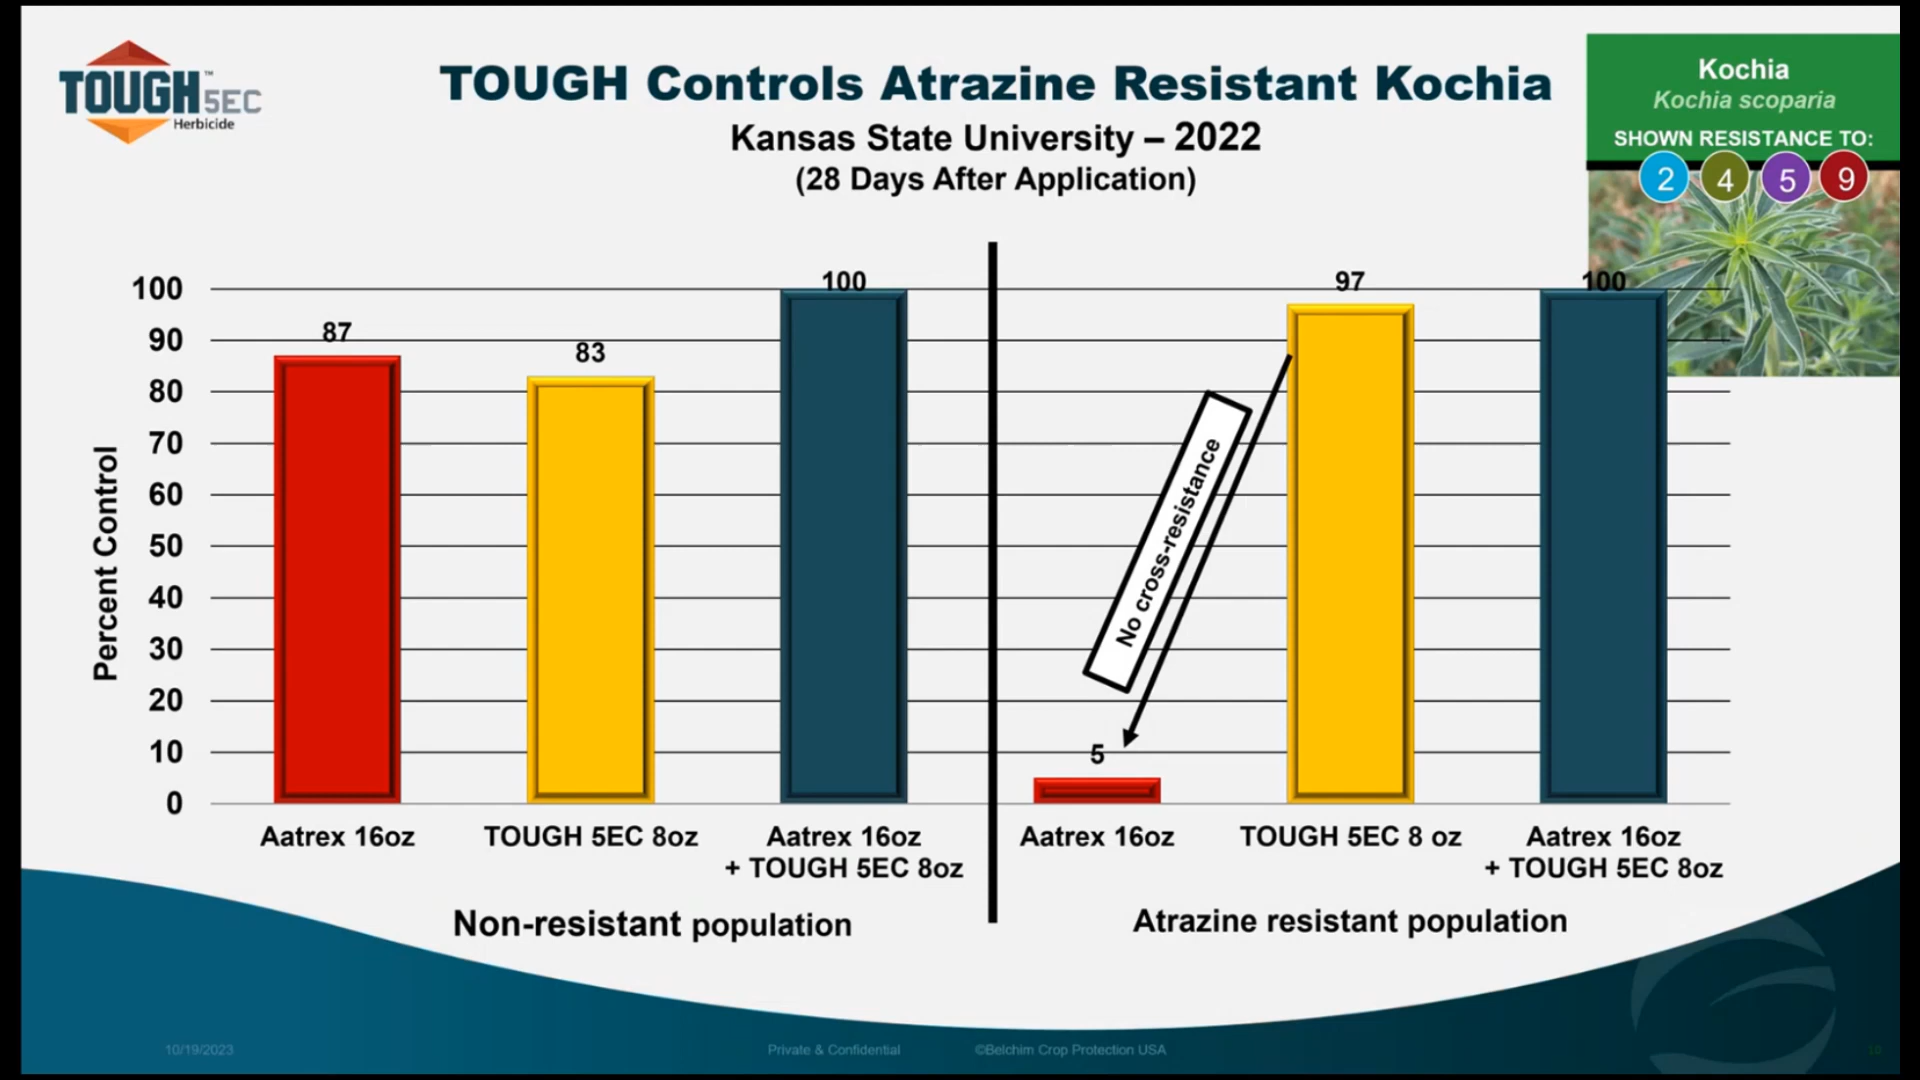 TOUGH™ 5EC
Herbicide
TOUGH Controls Atrazine Resistant Kochia
Kansas State University – 2022
(28 Days After Application)
Kochia
Kochia scoparia
SHOWN RESISTANCE TO:
2 4 5 9
Percent Control
100
90
80
70
60
50
40
30
20
10
0
87
83
100
5
97
100
No cross-resistance
Aatrex 16oz
TOUGH 5EC 8oz
Aatrex 16oz
+ TOUGH 5EC 8oz
Aatrex 16oz
TOUGH 5EC 8 oz
Aatrex 16oz
+ TOUGH 5EC 8oz
Non-resistant population
Atrazine resistant population
10/19/2023
Private & Confidential
©Belchim Crop Protection USA